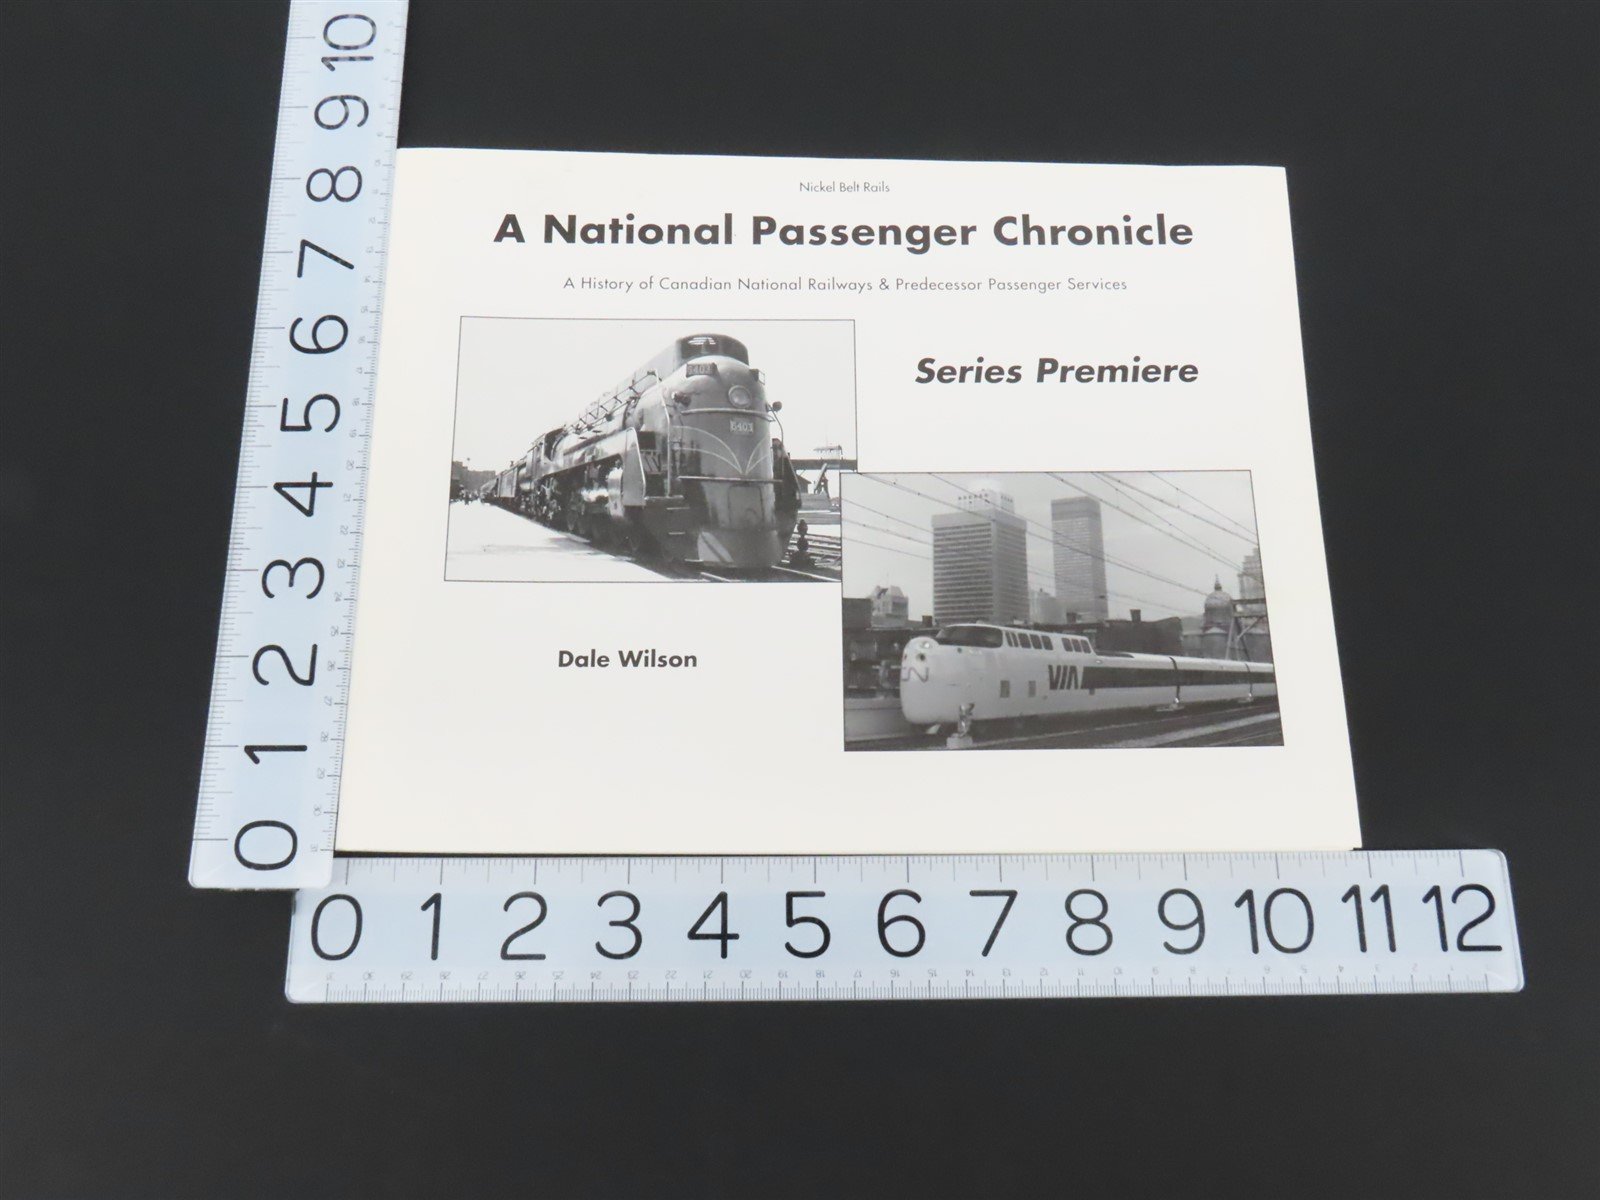 Nickel Belt Rails
A National Passenger Chronicle
A History of Canadian National Railways & Predecessor Passenger Services
Series Premiere
6403
Dale Wilson
VIA
CN
10
9
8
7
6
5
4
3
2
1
0
0 1 2 3 4 5 6 7 8 9 10 11 12